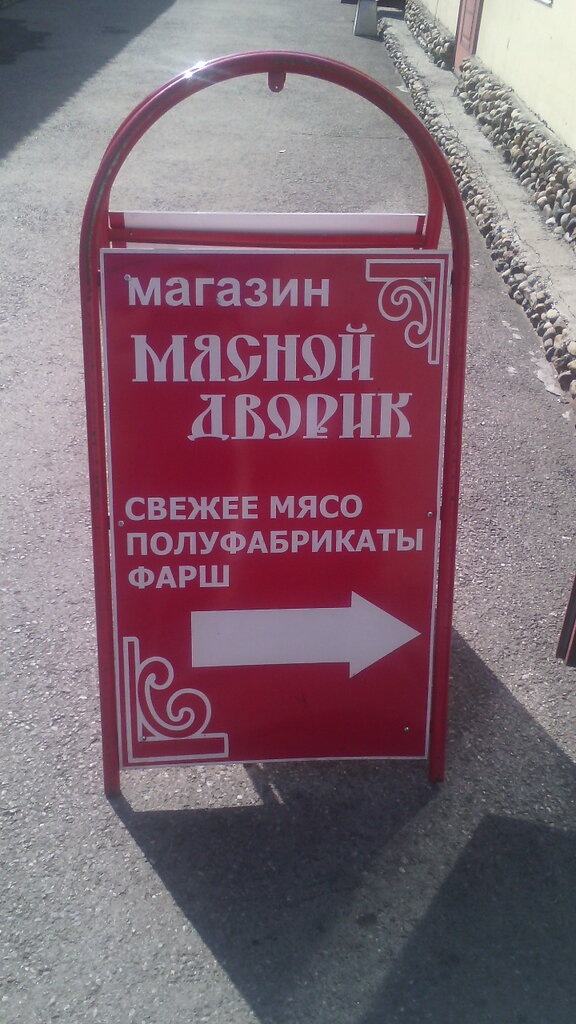 магазин
МЯСНОЙ
ДВОРИК
СВЕЖЕЕ МЯСО
ПОЛУФАБРИКАТЫ
ФАРШ